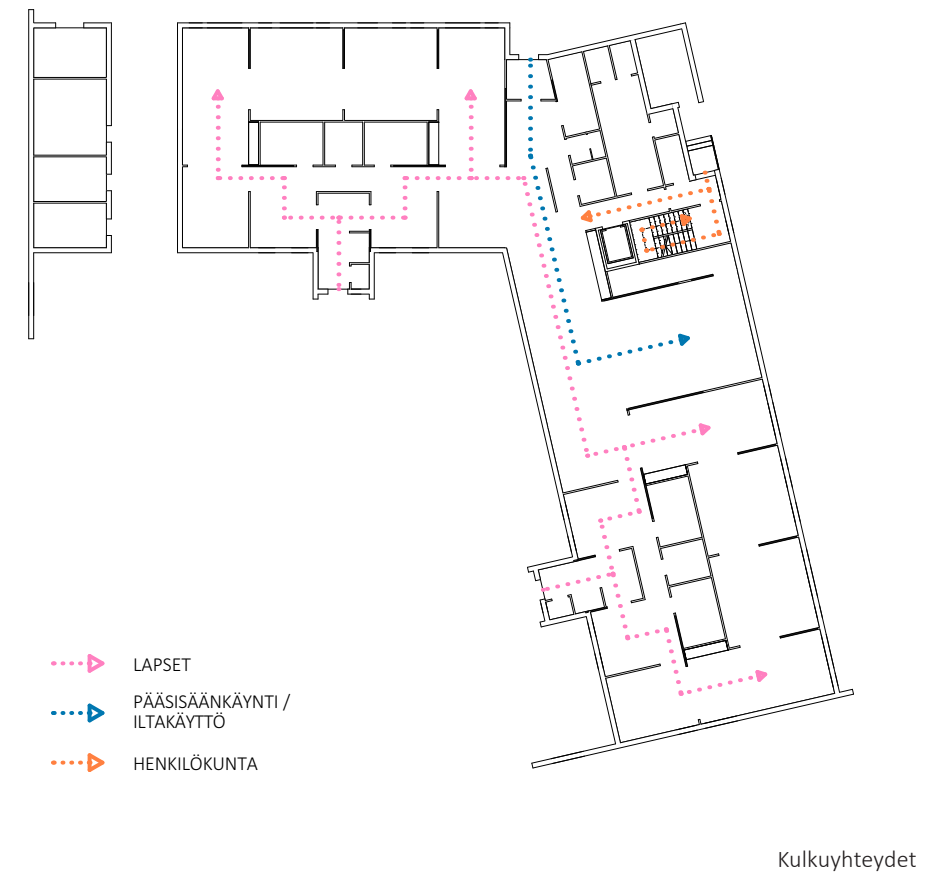 LAPSET
PÄÄSISÄÄNKÄYNTI /
ILTAKÄYTTÖ
HENKILÖKUNTA
Kulkuyhteydet